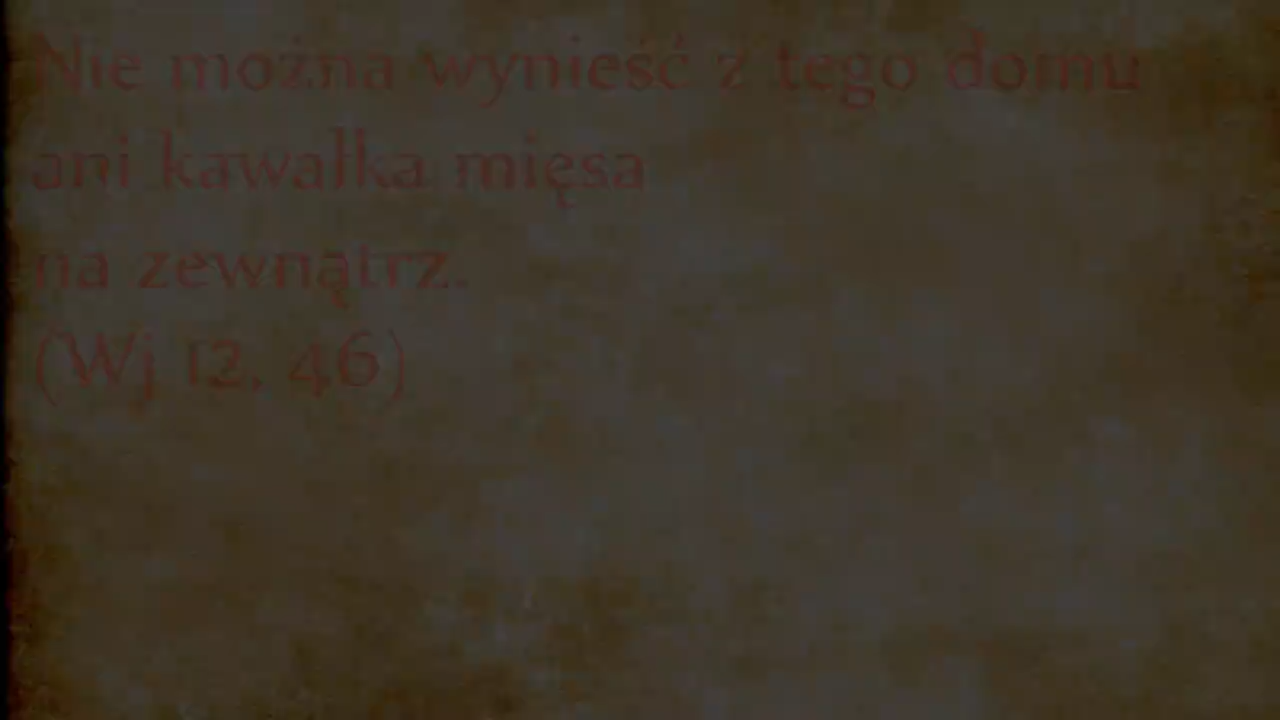 Nie można wynieść z tego domu
ani kawałka mięsa
na zewnątrz.
(Wj 12, 46)